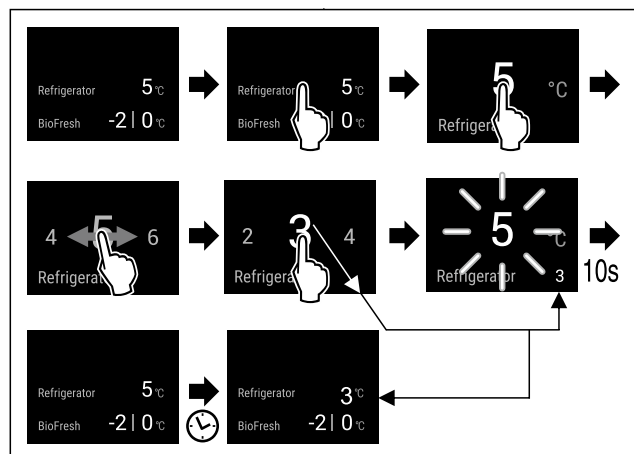 Refrigerator 5 °C
BioFresh -2 | 0 °C
Refrigerator 5 °C
BioFresh -2 | 0 °C
5 °C
Refrigerator
4 5 6
Refrigerator
2 3 4
Refrigerator
5 °C
Refrigerator 3
10s
Refrigerator 5 °C
BioFresh -2 | 0 °C
Refrigerator 3 °C
BioFresh -2 | 0 °C